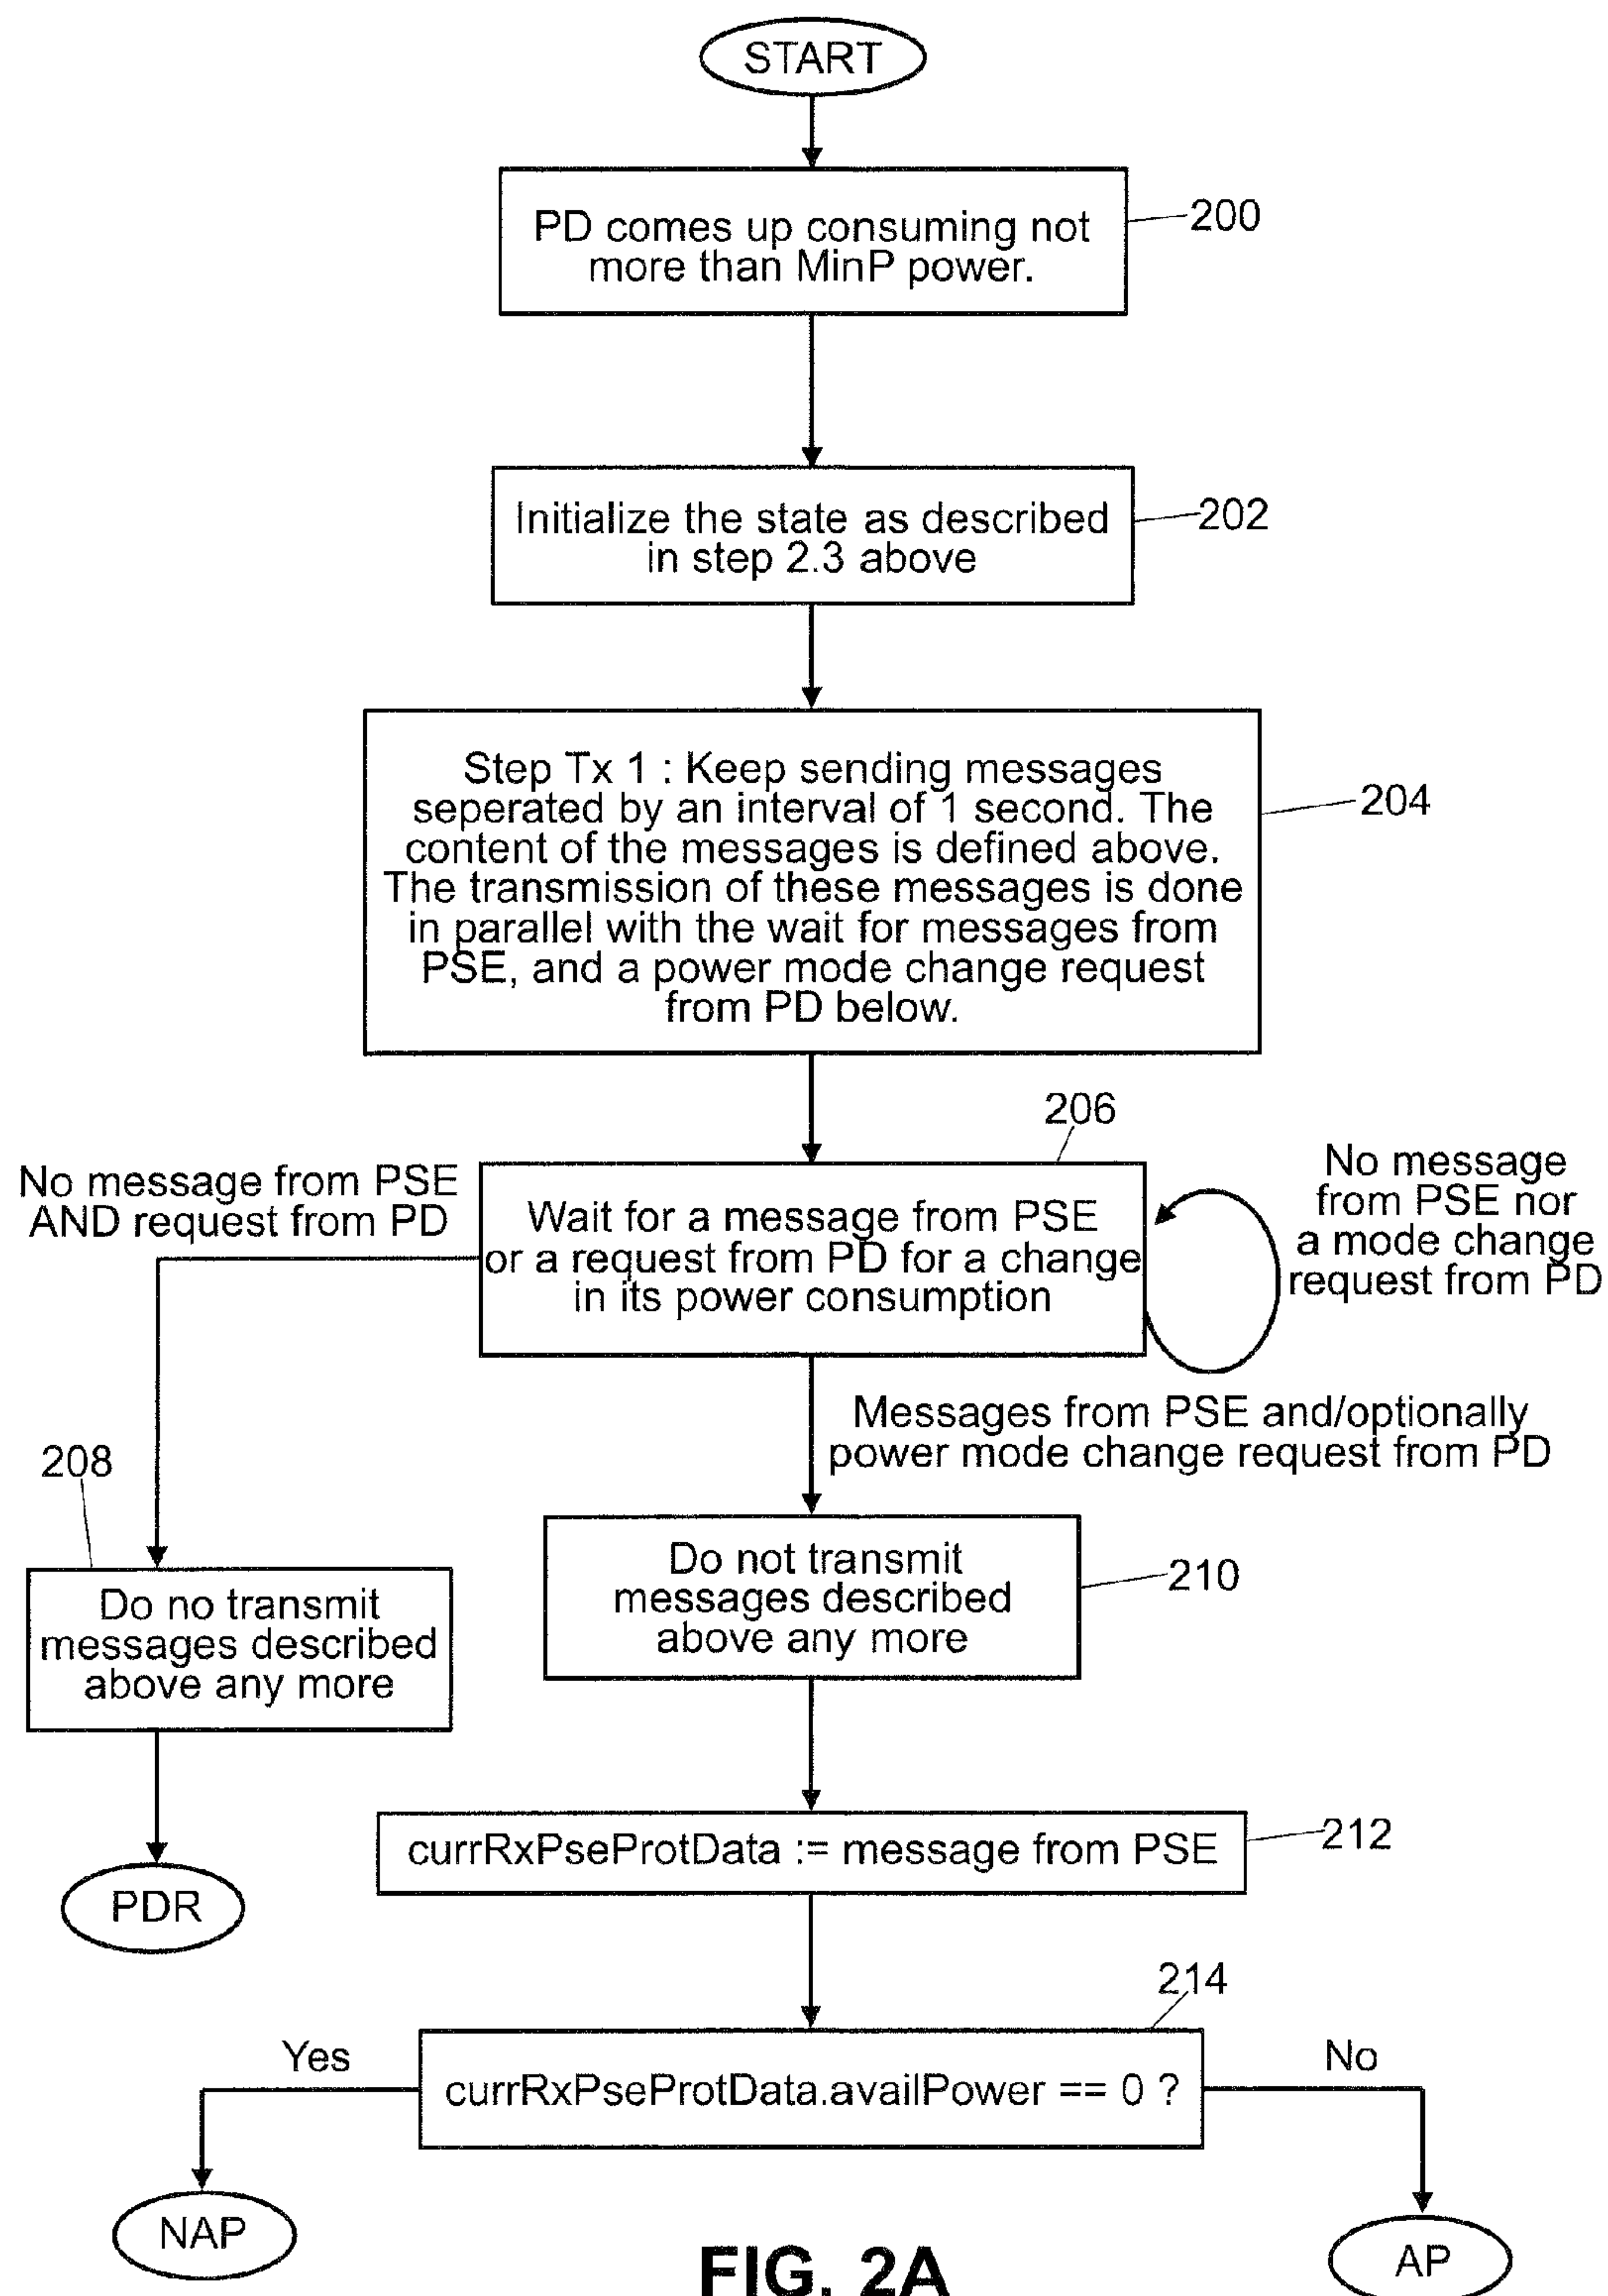 START
PD comes up consuming not
more than MinP power.
200
Initialize the state as described
in step 2.3 above
202
Step Tx 1 : Keep sending messages
seperated by an interval of 1 second. The
content of the messages is defined above.
The transmission of these messages is done
in parallel with the wait for messages from
PSE, and a power mode change request
from PD below.
204
206
No message from PSE
AND request from PD
Wait for a message from PSE
or a request from PD for a change
in its power consumption
No message
from PSE nor
a mode change
request from PD
Messages from PSE and/optionally
power mode change request from PD
208
Do no transmit
messages described
above any more
Do not transmit
messages described
above any more
210
PDR
currRxPseProtData := message from PSE
212
214
Yes
currRxPseProtData.availPower == 0 ?
No
NAP
AP
FIG. 2A